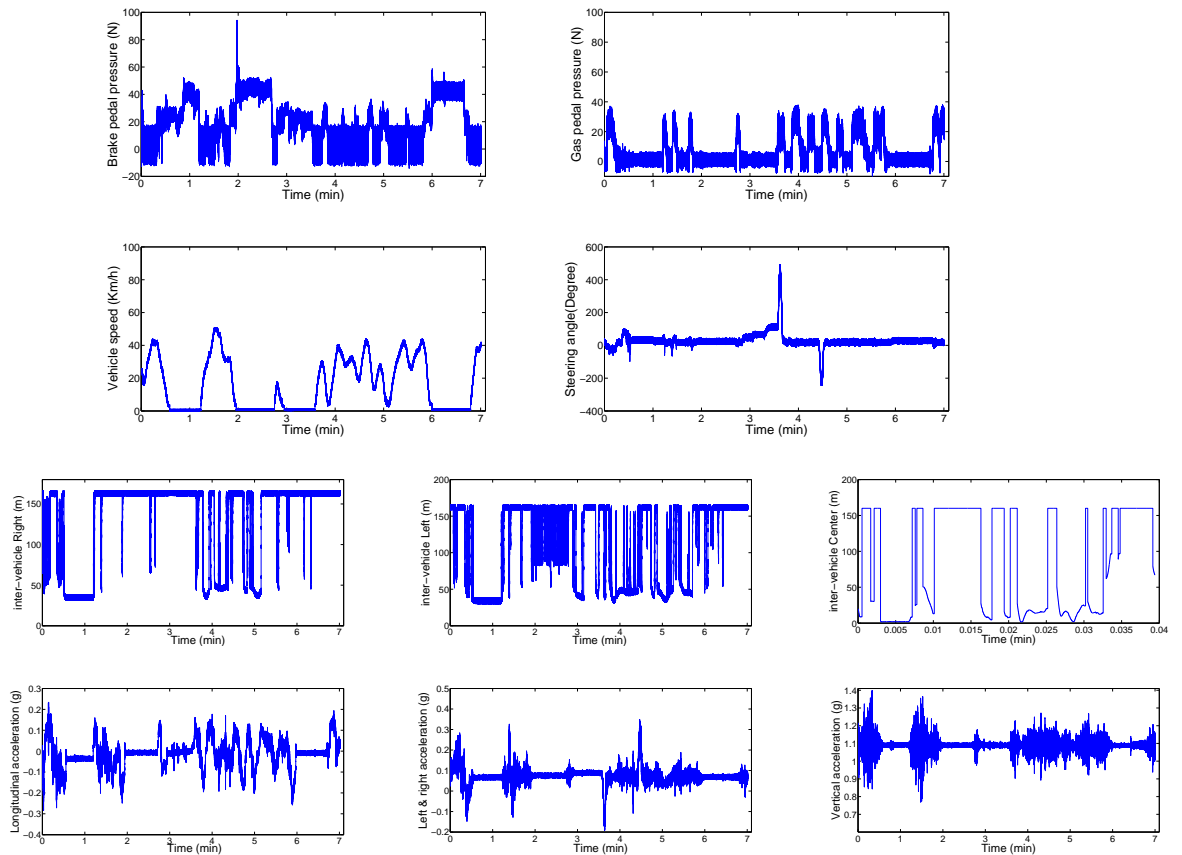 Brake pedal pressure (N)
100
80
60
40
20
0
−20
0 1 2 3 4 5 6 7
Time (min)
Gas pedal pressure (N)
100
80
60
40
20
0
0 1 2 3 4 5 6 7
Time (min)
Vehicle speed (Km/h)
100
80
60
40
20
0
0 1 2 3 4 5 6 7
Time (min)
Steering angle(Degree)
600
400
200
0
−200
−400
0 1 2 3 4 5 6 7
Time (min)
inter−vehicle Right (m)
150
100
50
0
0 1 2 3 4 5 6 7
Time (min)
inter−vehicle Left (m)
200
150
100
50
0
0 1 2 3 4 5 6 7
Time (min)
inter−vehicle Center (m)
200
150
100
50
0
0 0.005 0.01 0.015 0.02 0.025 0.03 0.035 0.04
Time (min)
Longitudinal acceleration (g)
0.3
0.2
0.1
0
−0.1
−0.2
−0.3
−0.4
0 1 2 3 4 5 6 7
Time (min)
Left & right acceleration (g)
0.5
0.4
0.3
0.2
0.1
0
−0.1
−0.2
0 1 2 3 4 5 6 7
Time (min)
Vertical acceleration (g)
1.4
1.3
1.2
1.1
1
0.9
0.8
0.7
0 1 2 3 4 5 6 7
Time (min)